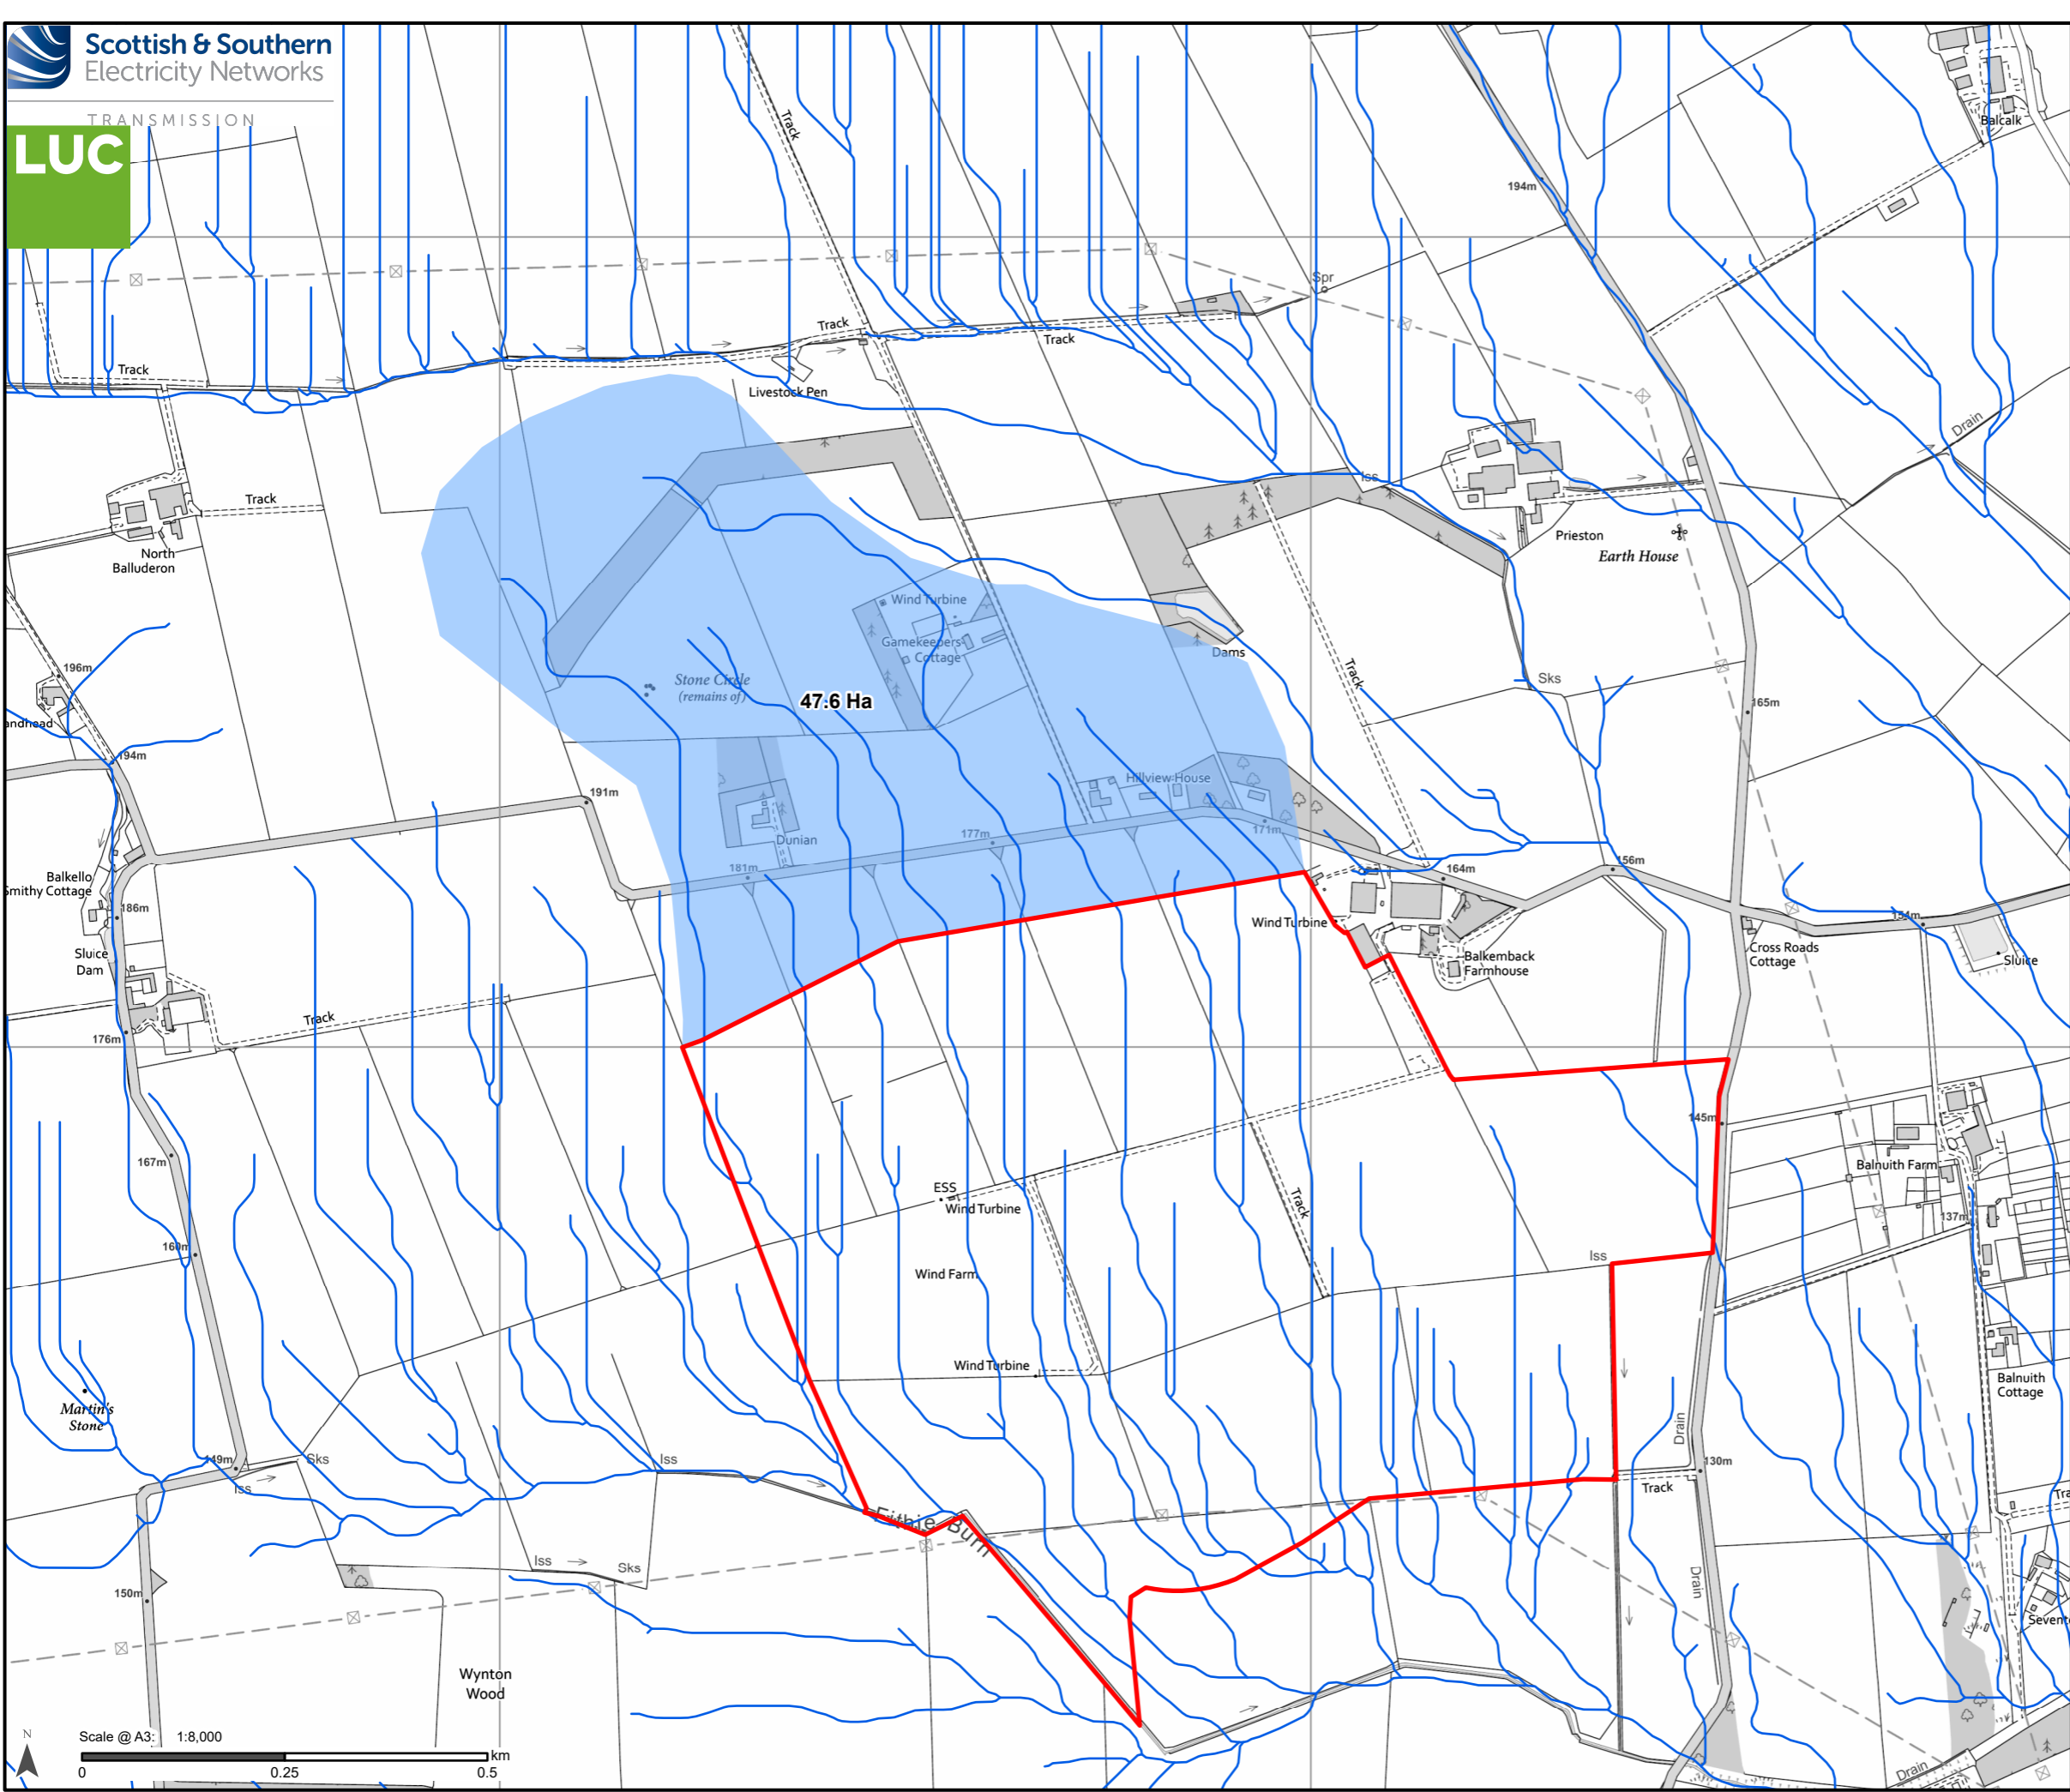 Scottish & Southern
Electricity Networks
TRANSMISSION
LUC
Track
Balcalk
194m
Spr
Track
Track
Track
Livestock Pen
Drain
Iss
Track
North
Balluderon
Prieston
Earth House
Wind Turbine
Gamekeepers
Cottage
Dams
Track
Sks
196m
Stone Circle
(remains of)
47.6 Ha
165m
andhead
194m
191m
Hillview House
177m
171m
Dunian
181m
164m
156m
Balkello
Smithy Cottage
186m
Wind Turbine
154m
Cross Roads
Cottage
Sluice
Balkemback
Farmhouse
Sluice
Dam
Track
176m
145m
167m
Balnuith Farm
ESS
Wind Turbine
Track
137m
160m
Iss
Wind Farm
Wind Turbine
Balnuith
Cottage
Martin's
Stone
Drain
149m
Sks
Iss
Iss
130m
Track
Tra
Fithie Burn
Iss
Sks
150m
Drain
Seven
Wynton
Wood
N
Scale @ A3: 1:8,000
km
0 0.25 0.5
Drain